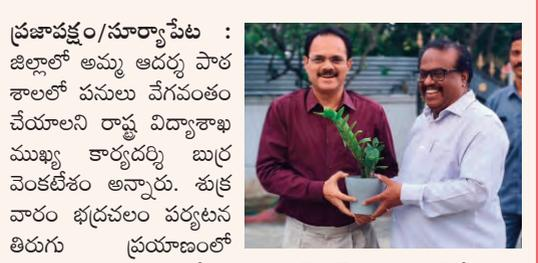 ప్రజాపక్షం/సూర్యాపేట :
జిల్లాలో అమ్మ ఆదర్శ పాఠ
శాలలో పనులు వేగవంతం
చేయాలని రాష్ట్ర విద్యాశాఖ
ముఖ్య కార్యదర్శి బుర్ర
వెంకటేశం అన్నారు. శుక్ర
వారం భద్రచలం పర్యటన
తిరుగు ప్రయాణంలో